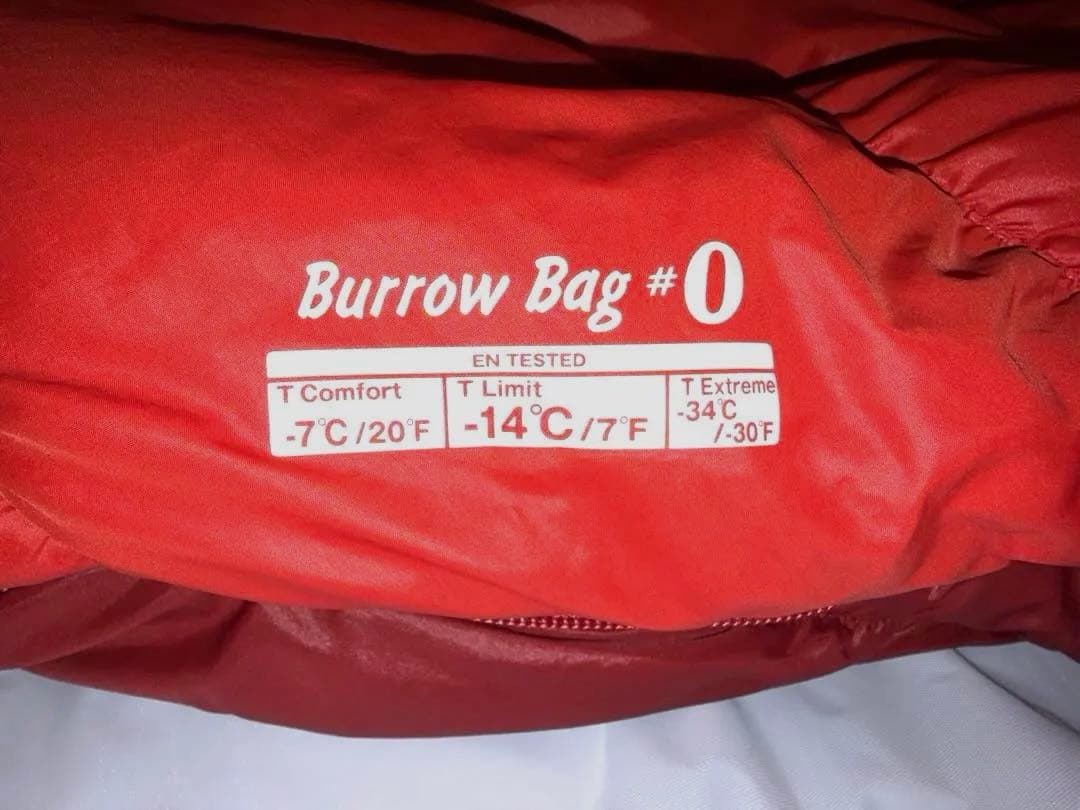 Burrow Bag #0
EN TESTED
T Comfort
-7℃/20°F
T Limit
-14℃/7°F
T Extreme
-34℃
/-30°F